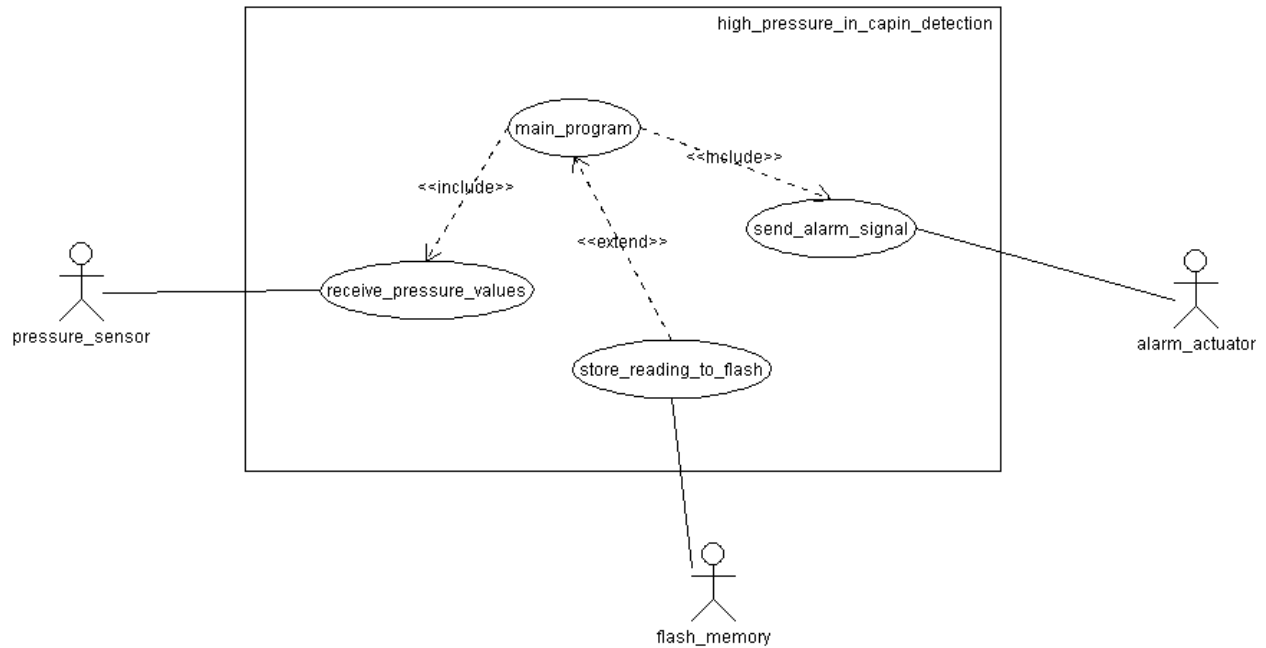 high_pressure_in_capin_detection
main_program
<<include>>
<<include>>
send_alarm_signal
<<extend>>
receive_pressure_values
pressure_sensor
alarm_actuator
store_reading_to_flash
flash_memory